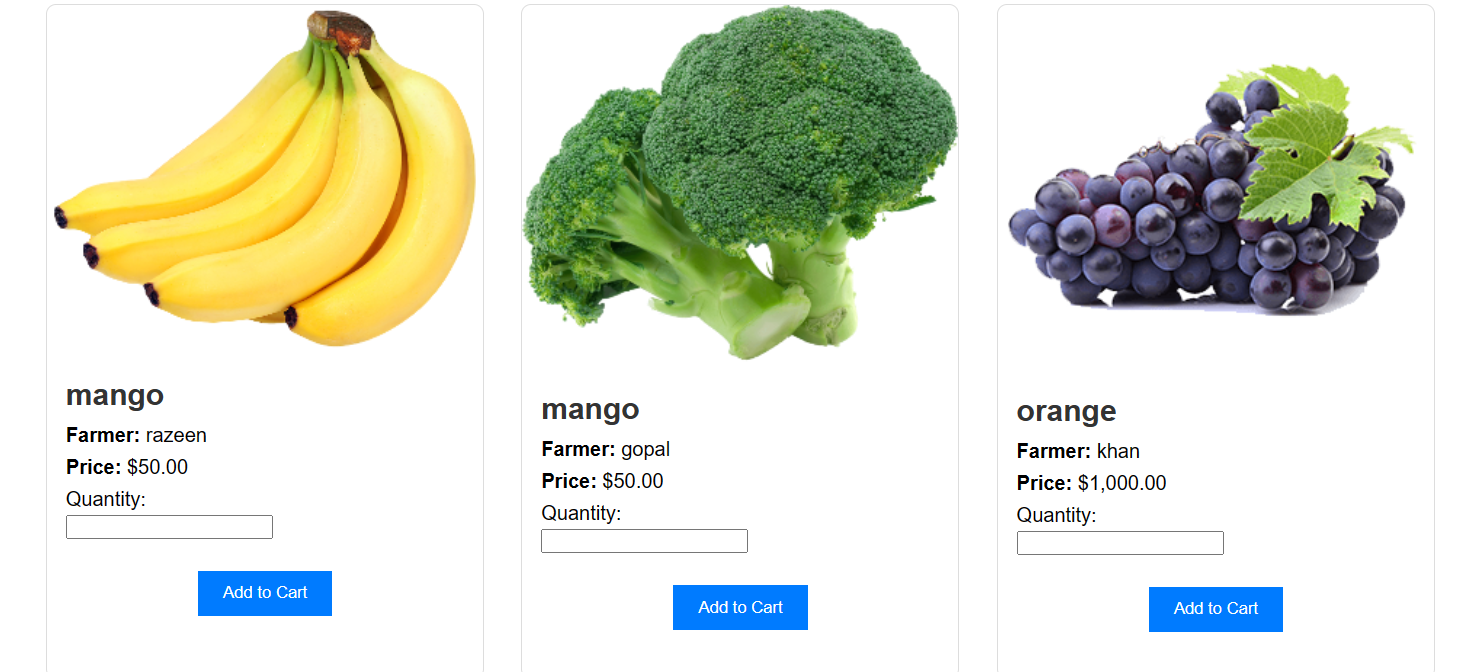 mango
Farmer: razeen
Price: $50.00
Quantity:
Add to Cart
mango
Farmer: gopal
Price: $50.00
Quantity:
Add to Cart
orange
Farmer: khan
Price: $1,000.00
Quantity:
Add to Cart